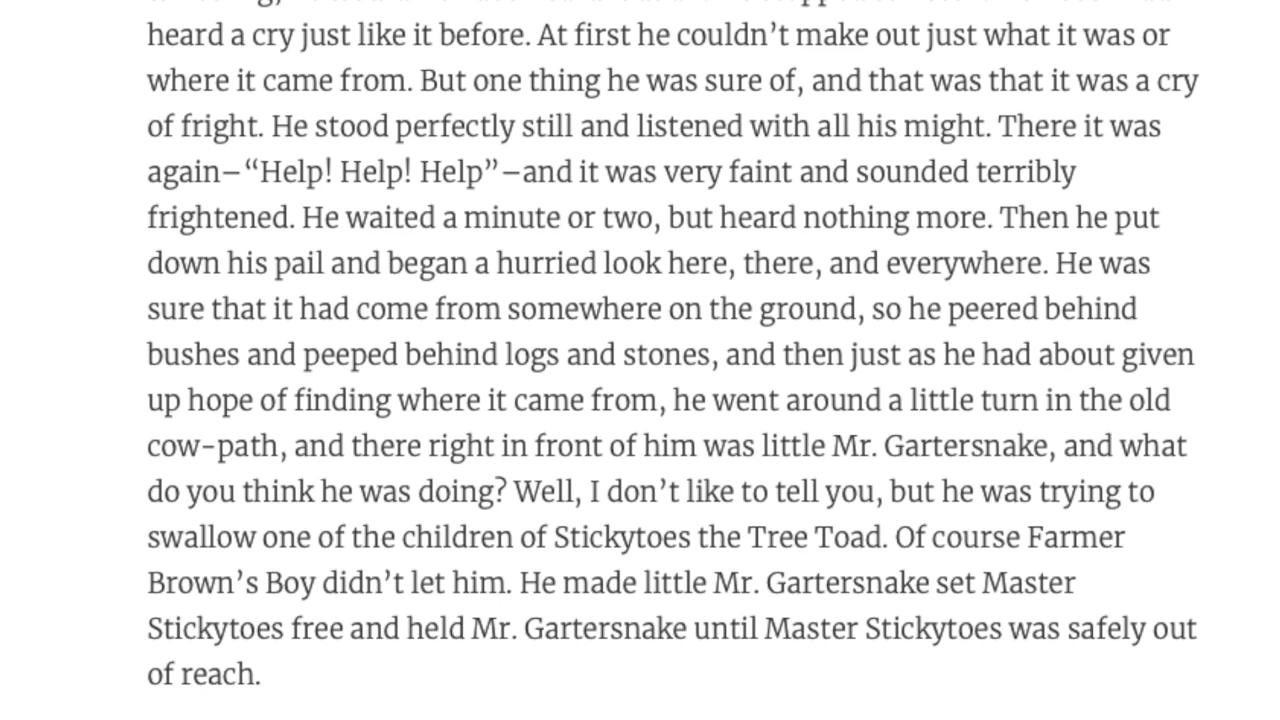 heard a cry just like it before. At first he couldn’t make out just what it was or
where it came from. But one thing he was sure of, and that was that it was a cry
of fright. He stood perfectly still and listened with all his might. There it was
again–“Help! Help! Help”–and it was very faint and sounded terribly
frightened. He waited a minute or two, but heard nothing more. Then he put
down his pail and began a hurried look here, there, and everywhere. He was
sure that it had come from somewhere on the ground, so he peered behind
bushes and peeped behind logs and stones, and then just as he had about given
up hope of finding where it came from, he went around a little turn in the old
cow-path, and there right in front of him was little Mr. Gartersnake, and what
do you think he was doing? Well, I don’t like to tell you, but he was trying to
swallow one of the children of Stickytoes the Tree Toad. Of course Farmer
Brown’s Boy didn’t let him. He made little Mr. Gartersnake set Master
Stickytoes free and held Mr. Gartersnake until Master Stickytoes was safely out
of reach.